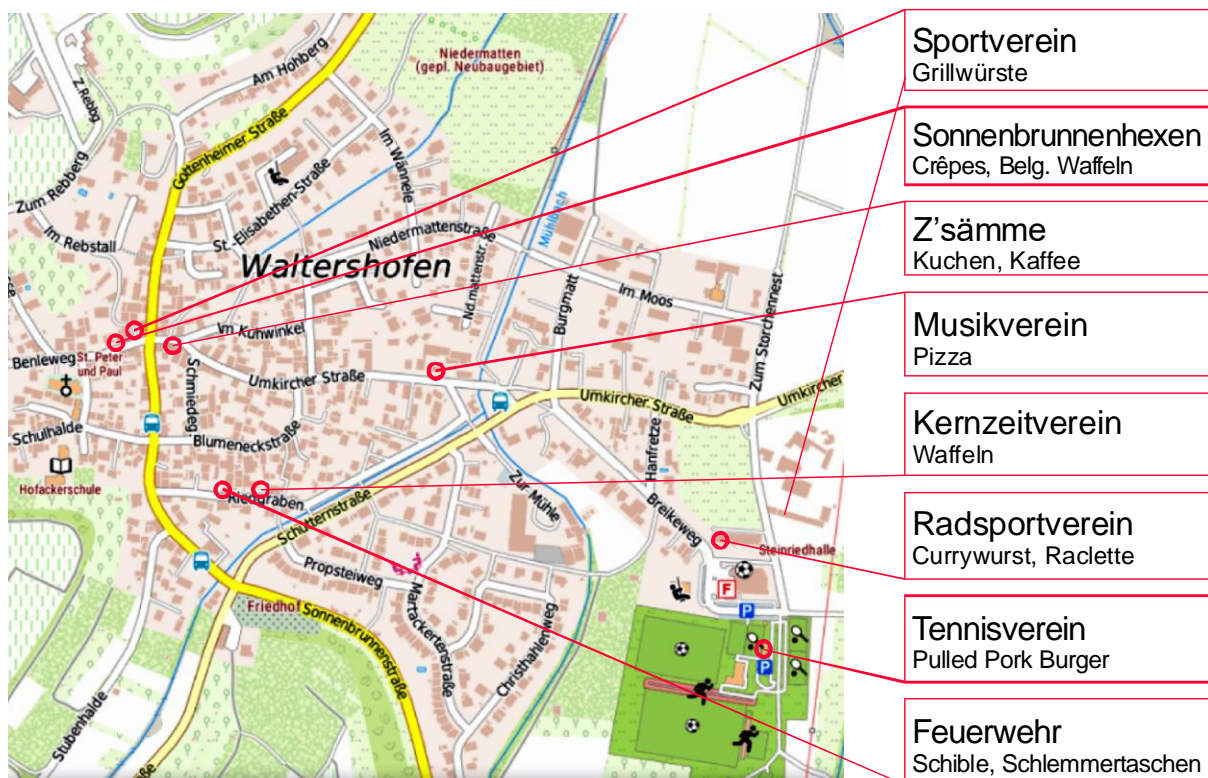 Niedermatten
(gepl. Neubaugebiet)
Am Hohberg
Z.Rebbg
Gottenheimer Straße
Im Wännele
Zum Rebberg
St.-Elisabethen-Straße
Mühlbach
Im Rebstall
Niedermattenstraße
Waltershofen
Nd.mattenstr.
Im Moos
Burgmatt
Zum Storchennest
Im Kuhwinkel
Benleweg
St. Peter
und Paul
Schmiedeg
Umkircher Straße
Umkircher Straße
Umkircher
Schulhalde
Blumeneckstraße
Hanfretze
Hofackerschule
Riedgraben
Zur Mühle
Schutternstraße
Breikeweg
Steinriedhalle
Propsteiweg
F
P
Friedhof
Sonnenbrunnenstraße
Martackertenstraße
Christhahlenweg
P
Stubenhalde
Sportverein
Grillwürste
Sonnenbrunnenhexen
Crêpes, Belg. Waffeln
Z'sämme
Kuchen, Kaffee
Musikverein
Pizza
Kernzeitverein
Waffeln
Radsportverein
Currywurst, Raclette
Tennisverein
Pulled Pork Burger
Feuerwehr
Schible, Schlemmertaschen